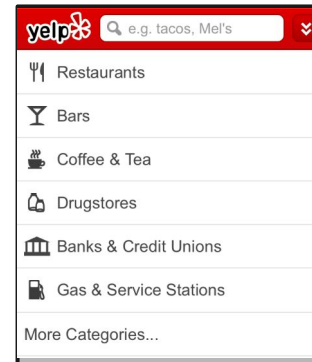 yelp
e.g. tacos, Mel's
Restaurants
Bars
Coffee & Tea
Drugstores
Banks & Credit Unions
Gas & Service Stations
More Categories...